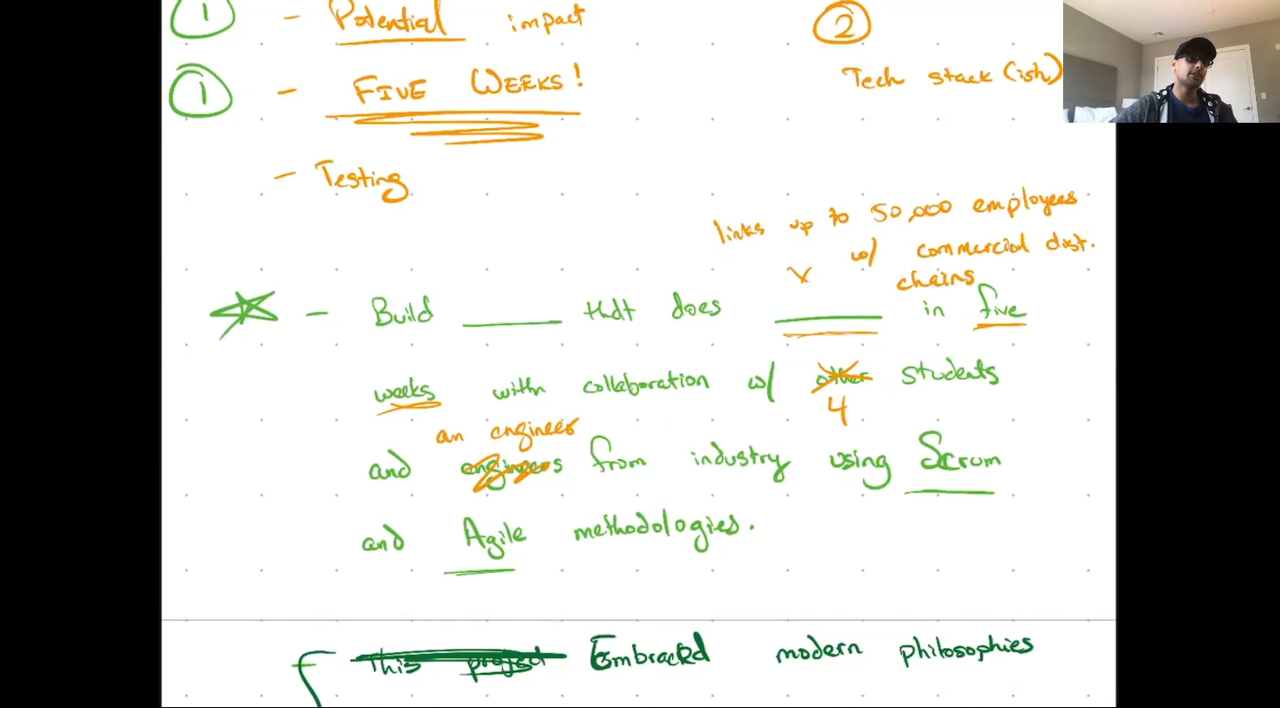 1 - Potential impact
2
1 - FIVE WEEKS!
Tech stack (ish)
- Testing
links up to 50,000 employees
w/ commercial dist.
chains
- Build ______ that does ______ in five
weeks with collaboration w/ other students
4
an engineer
and engineers from industry using Scrum
and Agile methodologies.
This project Embraced modern philosophies